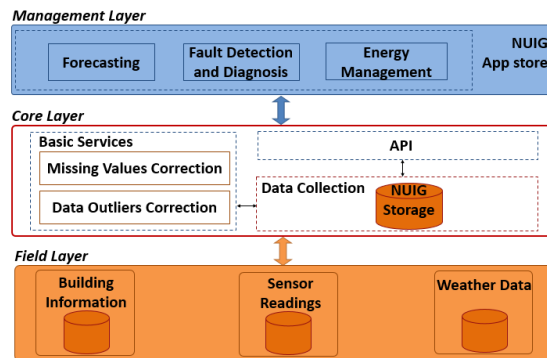 Management Layer
Forecasting
Fault Detection
and Diagnosis
Energy
Management
NUIG
App store
Core Layer
Basic Services
Missing Values Correction
Data Outliers Correction
API
Data Collection
NUIG
Storage
Field Layer
Building
Information
Sensor
Readings
Weather Data